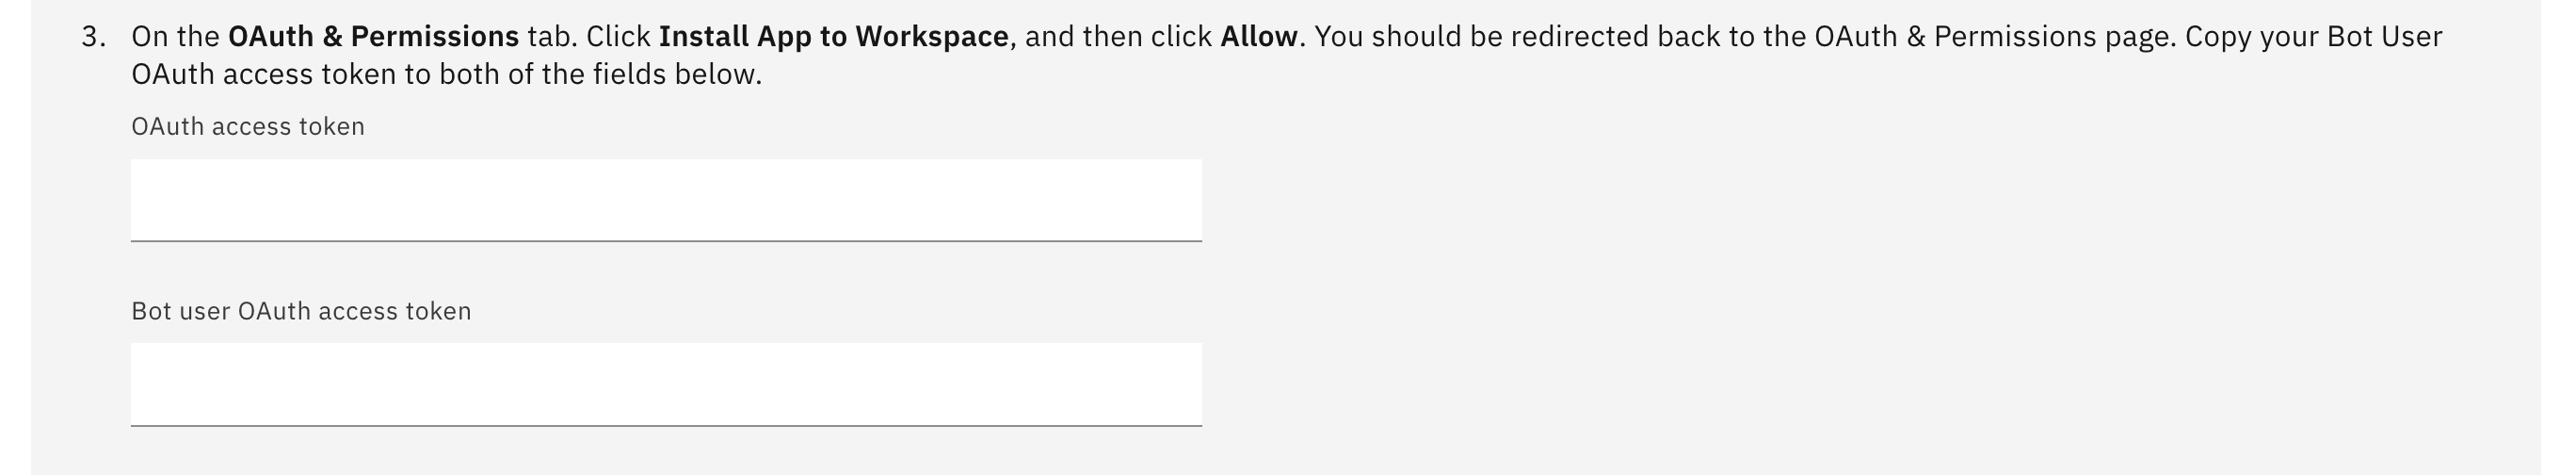 3. On the OAuth & Permissions tab. Click Install App to Workspace, and then click Allow. You should be redirected back to the OAuth & Permissions page. Copy your Bot User
OAuth access token to both of the fields below.
OAuth access token
Bot user OAuth access token